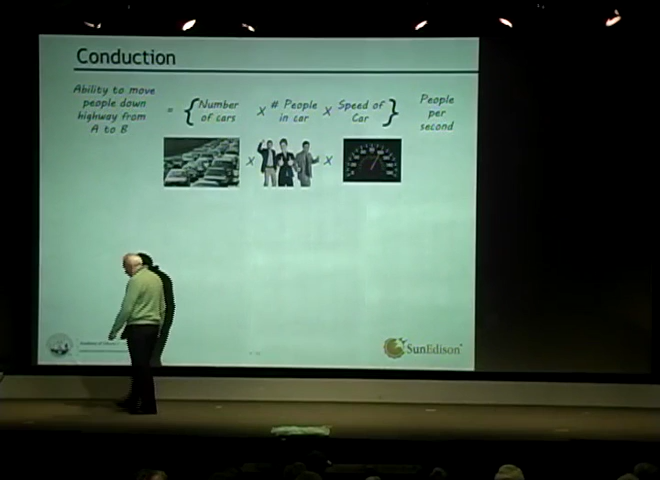 Conduction
Ability to move
people down
highway from
A to B
= { Number
of cars
x # People
in car
x Speed of
Car }
People
per
second
x
x
SunEdison